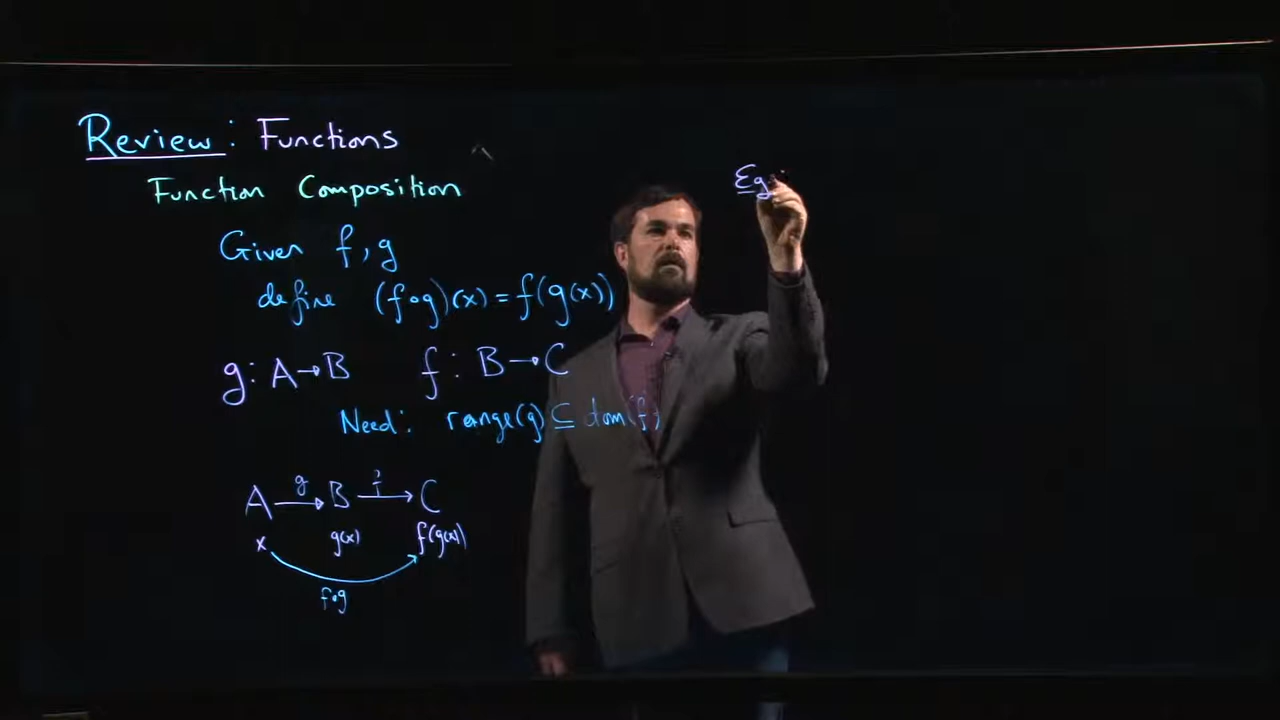 Review: Functions
Function Composition
Given f, g
define (f∘g)(x) = f(g(x))
g: A→B f: B→C
Need: range(g) ⊆ dom(f)
A g→ B f→ C
x g(x) f(g(x))
f∘g
Eg